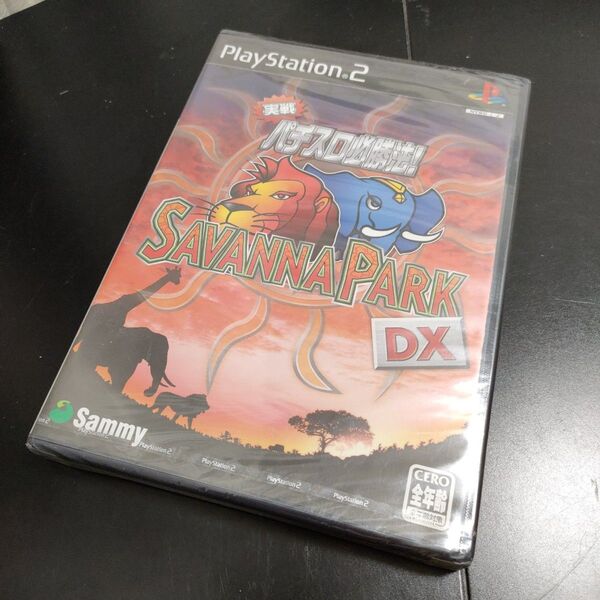 PlayStation®2
実戦
パチスロ必勝法!
SAVANNA PARK
DX
Sammy
PlayStation 2
PlayStation 2
PlayStation 2
PlayStation 2
CERO
全年齢